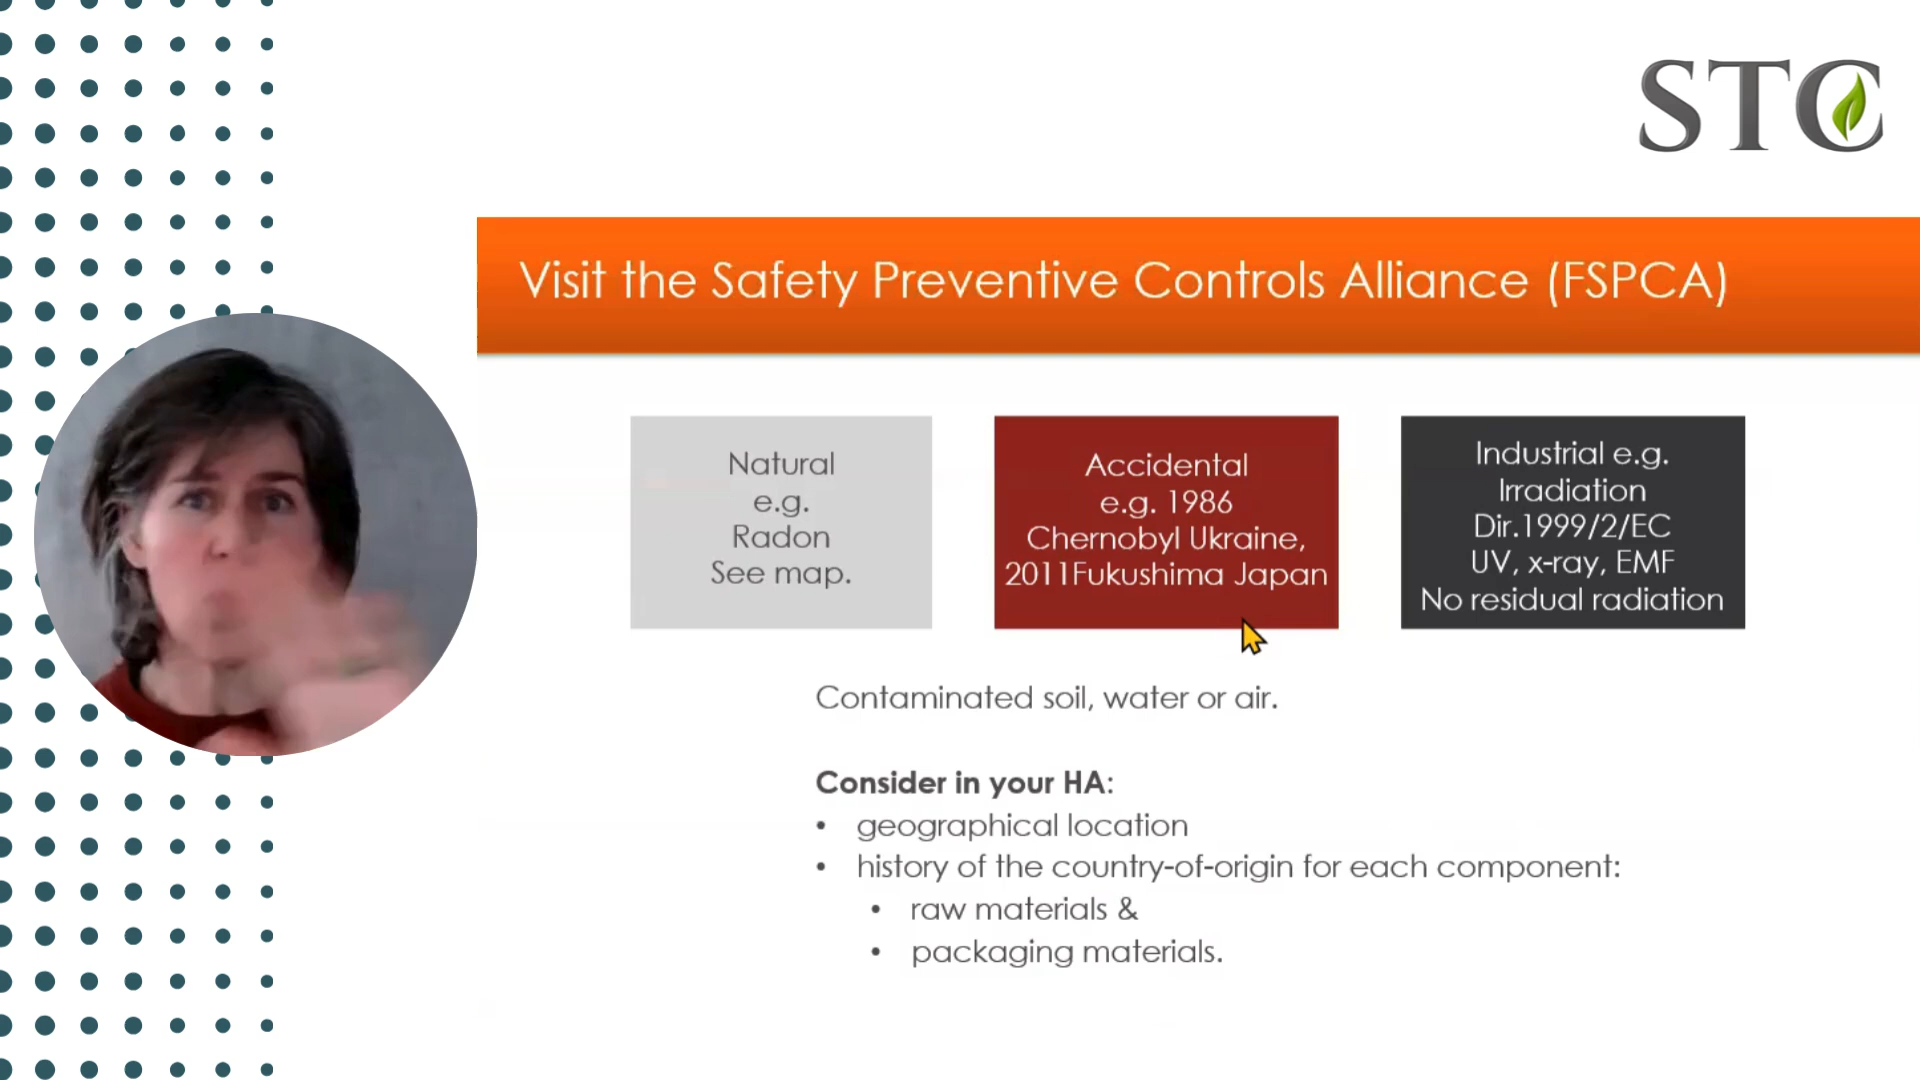 STC
Visit the Safety Preventive Controls Alliance (FSPCA)
Natural
e.g.
Radon
See map.
Accidental
e.g. 1986
Chernobyl Ukraine,
2011Fukushima Japan
Industrial e.g.
Irradiation
Dir.1999/2/EC
UV, x-ray, EMF
No residual radiation
Contaminated soil, water or air.
Consider in your HA:
• geographical location
• history of the country-of-origin for each component:
• raw materials &
• packaging materials.